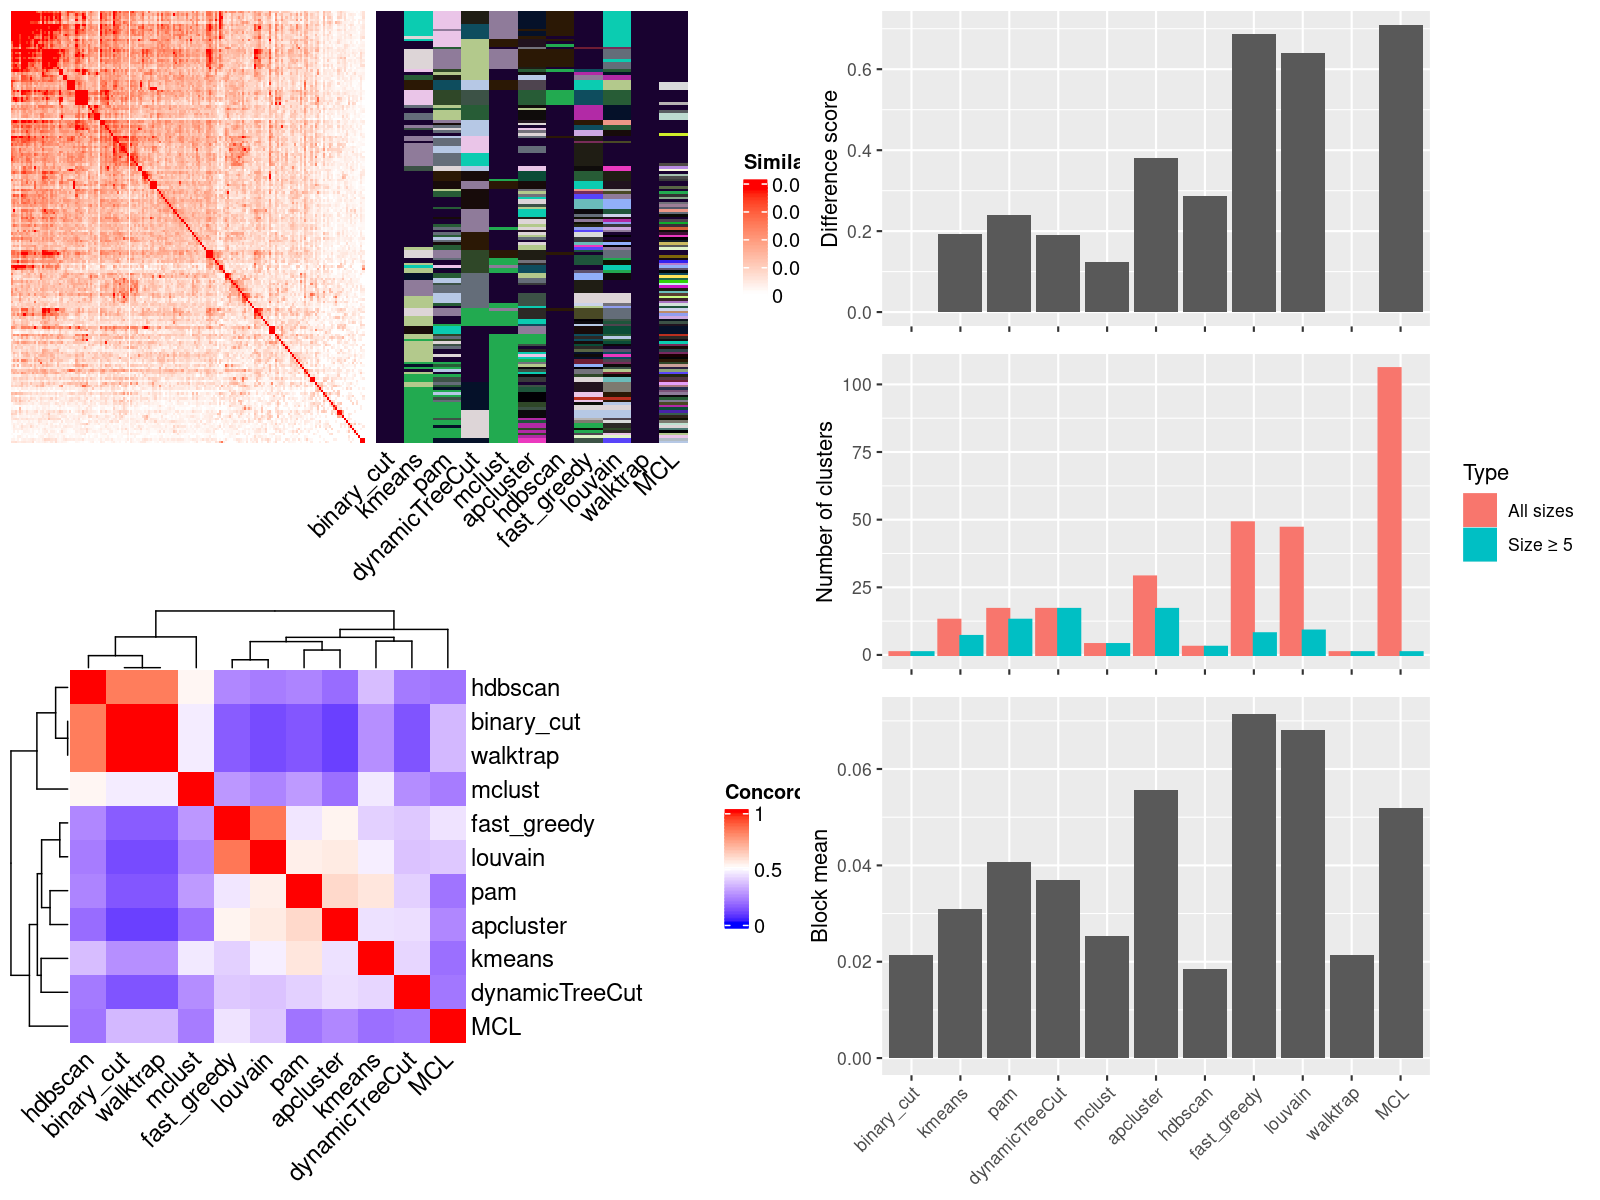 Simila
0.0
0.0
0.0
0.0
0
binary_cut
kmeans
pam
dynamicTreeCut
mclust
apcluster
hdbscan
fast_greedy
louvain
walktrap
MCL
hdbscan
binary_cut
walktrap
mclust
fast_greedy
louvain
pam
apcluster
kmeans
dynamicTreeCut
MCL
hdbscan
binary_cut
walktrap
mclust
fast_greedy
louvain
pam
apcluster
kmeans
dynamicTreeCut
MCL
Concord
1
0.5
0
Difference score
0.6
0.4
0.2
0.0
Number of clusters
100
75
50
25
0
Type
All sizes
Size ≥ 5
Block mean
0.06
0.04
0.02
0.00
binary_cut
kmeans
pam
dynamicTreeCut
mclust
apcluster
hdbscan
fast_greedy
louvain
walktrap
MCL